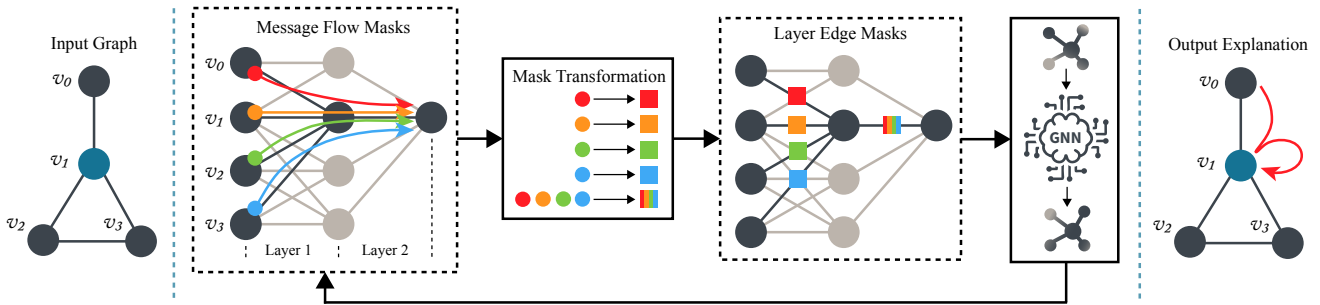 Input Graph
v0
v1
v2
v3
Message Flow Masks
v0
v1
v2
v3
Layer 1
Layer 2
Mask Transformation
Layer Edge Masks
GNN
Output Explanation
v0
v1
v2
v3